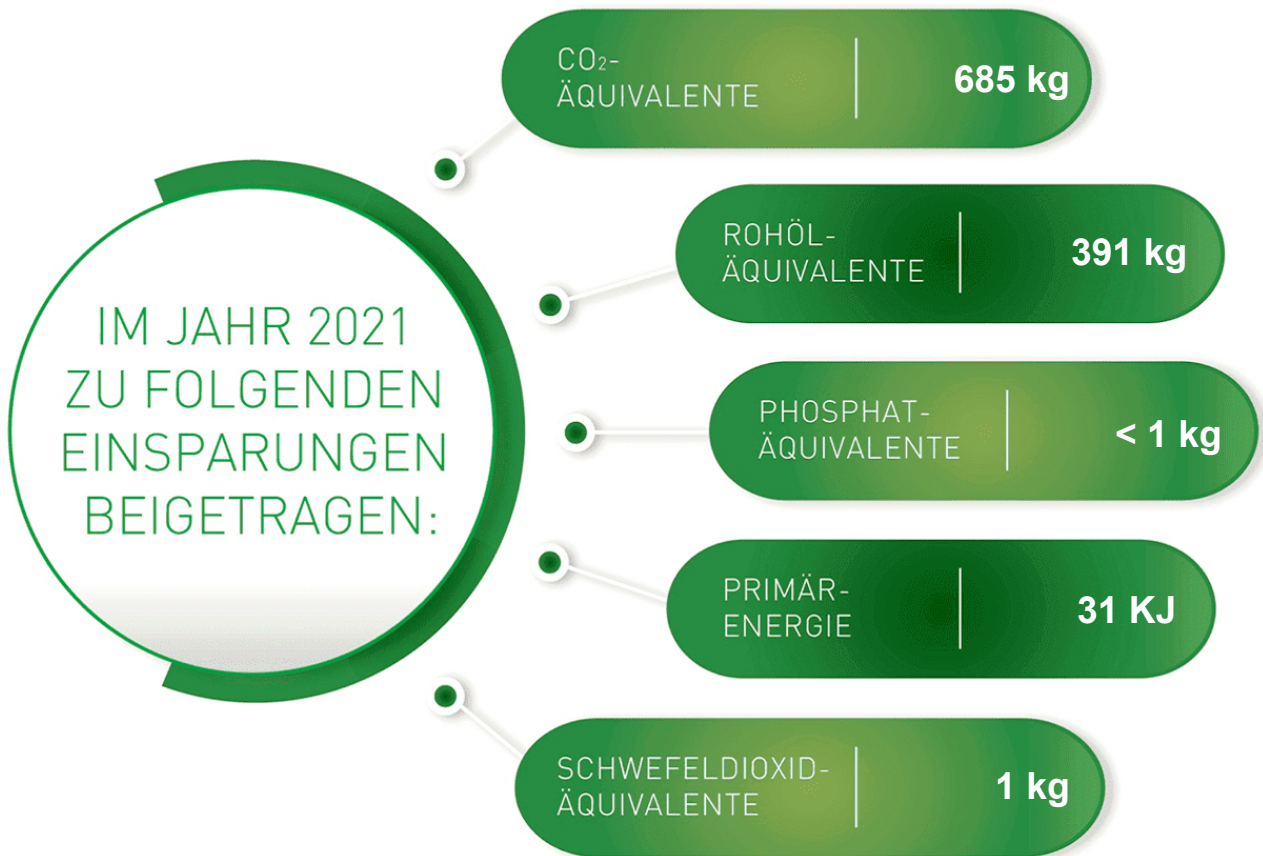 IM JAHR 2021
ZU FOLGENDEN
EINSPARUNGEN
BEIGETRAGEN:
CO₂-
ÄQUIVALENTE
685 kg
ROHÖL-
ÄQUIVALENTE
391 kg
PHOSPHAT-
ÄQUIVALENTE
< 1 kg
PRIMÄR-
ENERGIE
31 KJ
SCHWEFELDIOXID-
ÄQUIVALENTE
1 kg